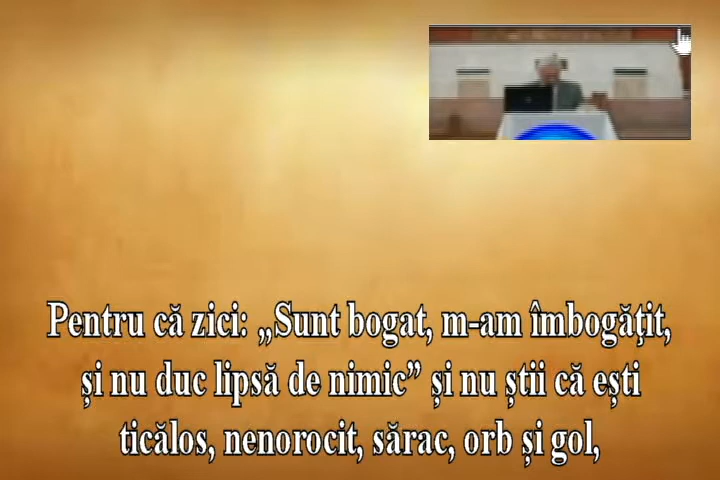 Pentru că zici: „Sunt bogat, m-am îmbogăţit,
și nu duc lipsă de nimic” și nu știi că ești
ticălos, nenorocit, sărac, orb și gol,